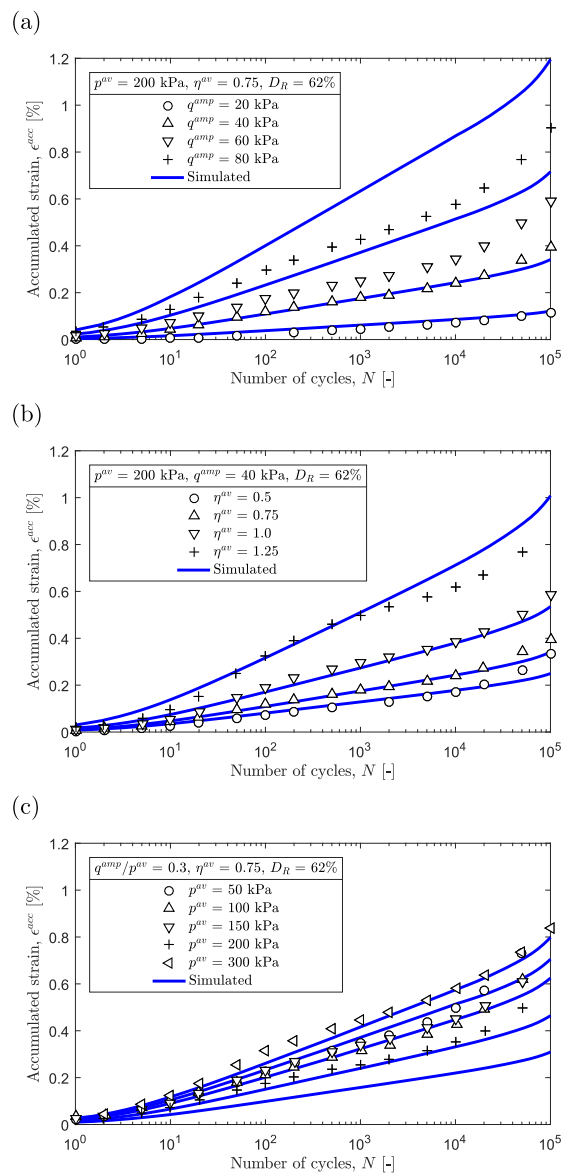 (a)
1.2
1
0.8
0.6
0.4
0.2
0
Accumulated strain, ϵ^{acc} [%]
p^{av} = 200 kPa, η^{av} = 0.75, D_R = 62%
q^{amp} = 20 kPa
q^{amp} = 40 kPa
q^{amp} = 60 kPa
q^{amp} = 80 kPa
Simulated
10^0 10^1 10^2 10^3 10^4 10^5
Number of cycles, N [-]
(b)
1.2
1
0.8
0.6
0.4
0.2
0
Accumulated strain, ϵ^{acc} [%]
p^{av} = 200 kPa, q^{amp} = 40 kPa, D_R = 62%
η^{av} = 0.5
η^{av} = 0.75
η^{av} = 1.0
η^{av} = 1.25
Simulated
10^0 10^1 10^2 10^3 10^4 10^5
Number of cycles, N [-]
(c)
1.2
1
0.8
0.6
0.4
0.2
0
Accumulated strain, ϵ^{acc} [%]
q^{amp}/p^{av} = 0.3, η^{av} = 0.75, D_R = 62%
p^{av} = 50 kPa
p^{av} = 100 kPa
p^{av} = 150 kPa
p^{av} = 200 kPa
p^{av} = 300 kPa
Simulated
10^0 10^1 10^2 10^3 10^4 10^5
Number of cycles, N [-]